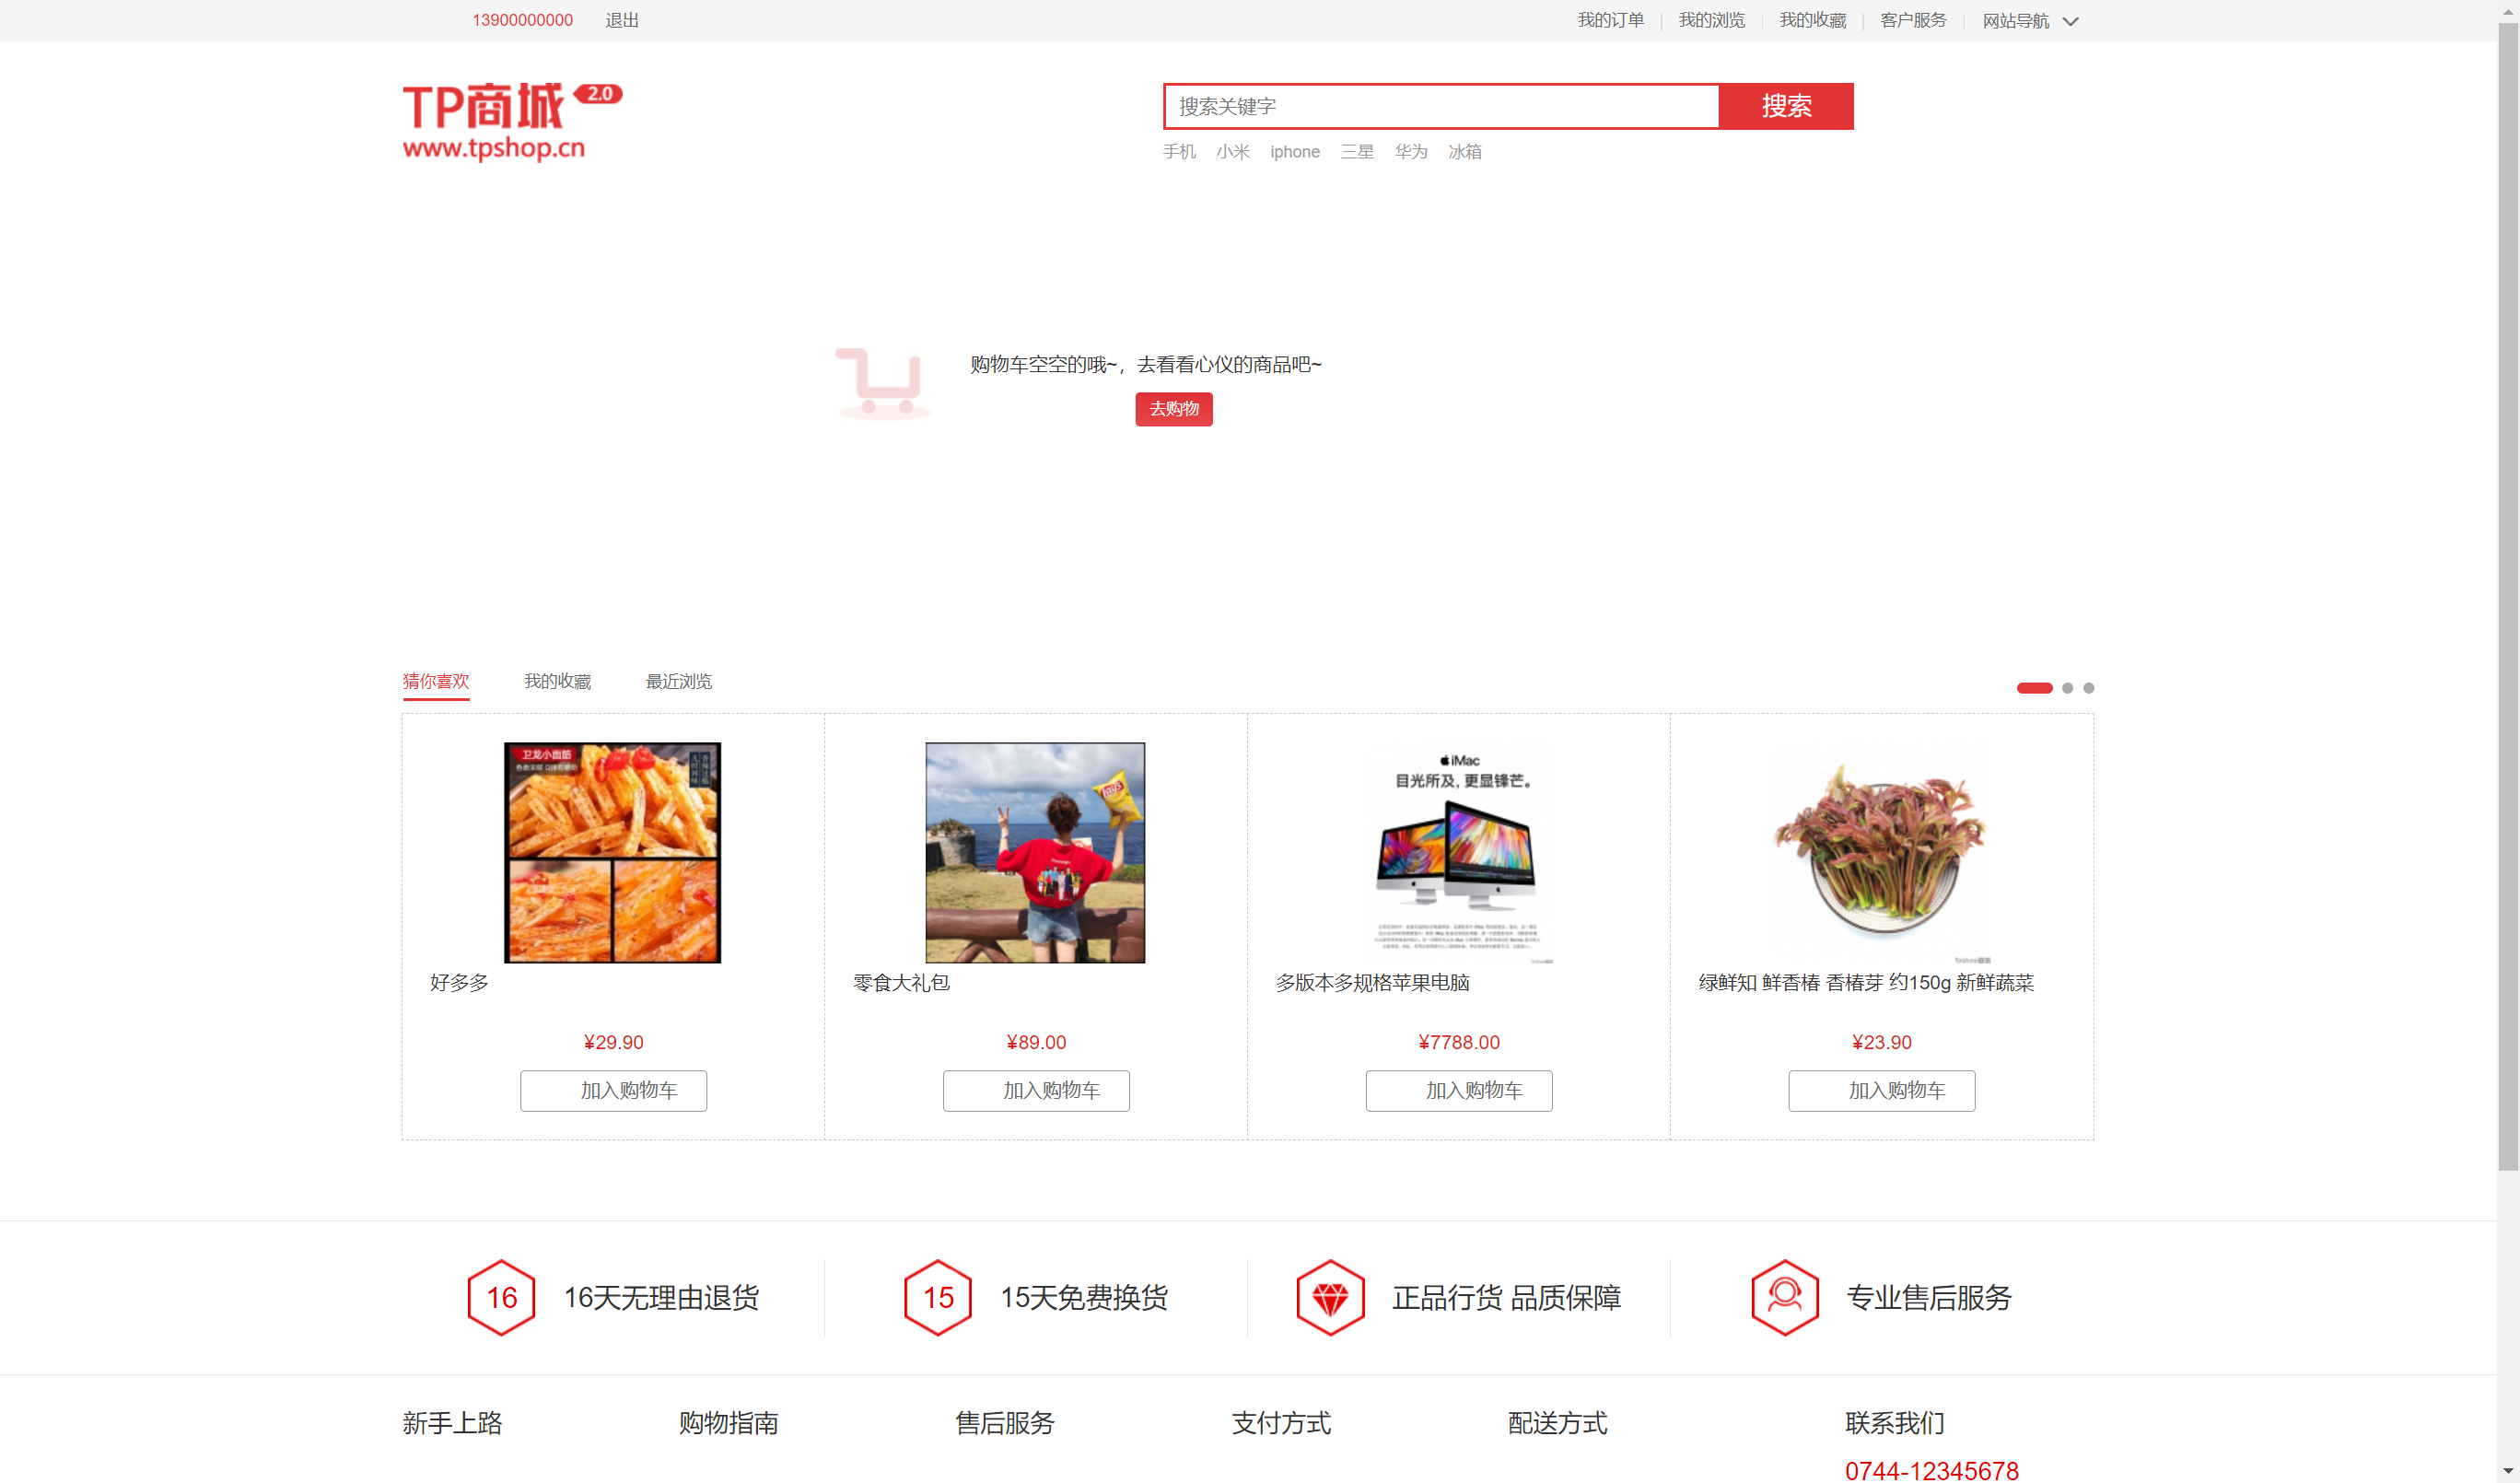 13900000000 退出 我的订单 我的浏览 我的收藏 客户服务 网站导航
TP商城 2.0
www.tpshop.cn
搜索关键字 搜索
手机 小米 iphone 三星 华为 冰箱
购物车空空的哦~，去看看心仪的商品吧~
去购物
猜你喜欢 我的收藏 最近浏览
卫龙小面筋
iMac
目光所及, 更显锋芒。
好多多 零食大礼包 多版本多规格苹果电脑 绿鲜知 鲜香椿 香椿芽 约150g 新鲜蔬菜
¥29.90 ¥89.00 ¥7788.00 ¥23.90
加入购物车 加入购物车 加入购物车 加入购物车
16 16天无理由退货 15 15天免费换货 正品行货 品质保障 专业售后服务
新手上路 购物指南 售后服务 支付方式 配送方式 联系我们
0744-12345678